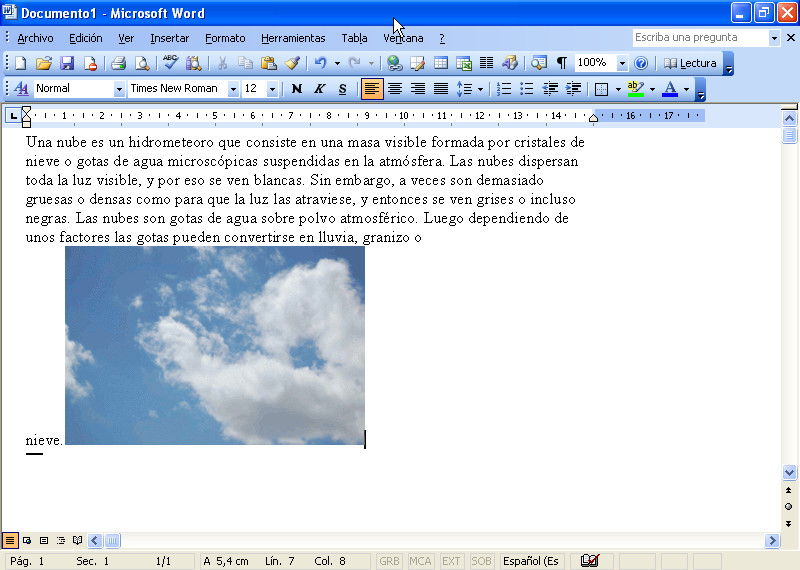 Documento1 - Microsoft Word
Archivo Edición Ver Insertar Formato Herramientas Tabla Ventana ? Escriba una pregunta
ABC ¶ 100% Lectura
Normal Times New Roman 12 N K S ab A
1 2 3 4 5 6 7 8 9 10 11 12 13 14 15 16 17
Una nube es un hidrometeoro que consiste en una masa visible formada por cristales de
nieve o gotas de agua microscópicas suspendidas en la atmósfera. Las nubes dispersan
toda la luz visible, y por eso se ven blancas. Sin embargo, a veces son demasiado
gruesas o densas como para que la luz las atraviese, y entonces se ven grises o incluso
negras. Las nubes son gotas de agua sobre polvo atmosférico. Luego dependiendo de
unos factores las gotas pueden convertirse en lluvia, granizo o
nieve.
Pág. 1 Sec. 1 1/1 A 5,4 cm Lín. 7 Col. 8 GRB MCA EXT SOB Español (Es